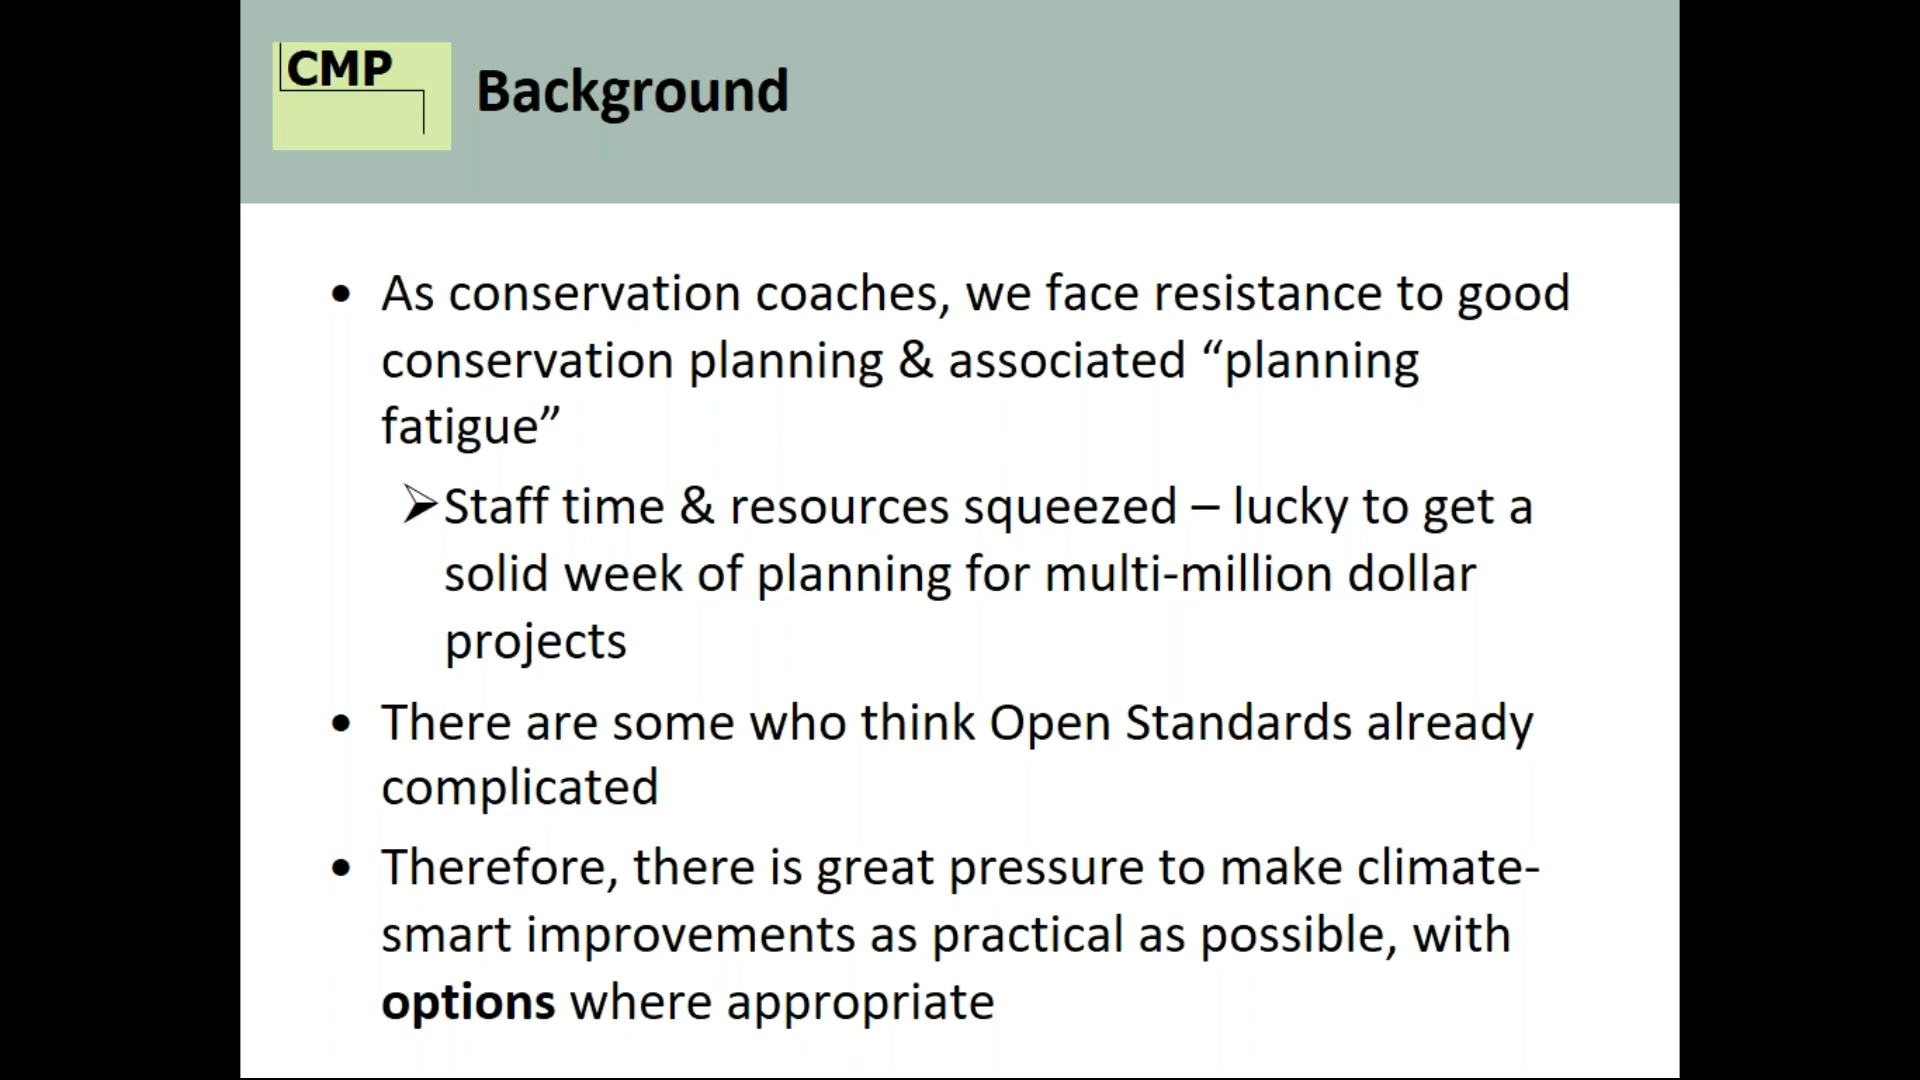 CMP
Background
• As conservation coaches, we face resistance to good
conservation planning & associated “planning
fatigue”
➢Staff time & resources squeezed – lucky to get a
solid week of planning for multi-million dollar
projects
• There are some who think Open Standards already
complicated
• Therefore, there is great pressure to make climate-
smart improvements as practical as possible, with
options where appropriate